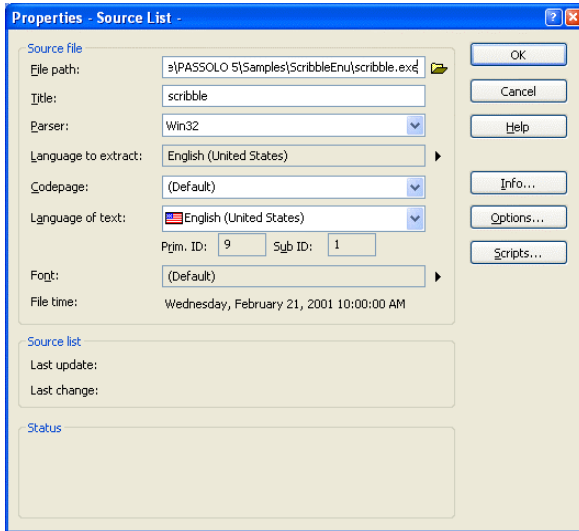 Properties - Source List -
Source file
File path: ɜ\PASSOLO 5\Samples\ScribbleEnu\scribble.exe
Title: scribble
Parser: Win32
Language to extract: English (United States)
Codepage: (Default)
Language of text: English (United States)
Prim. ID: 9 Sub ID: 1
Font: (Default)
File time: Wednesday, February 21, 2001 10:00:00 AM
Source list
Last update:
Last change:
Status
OK
Cancel
Help
Info...
Options...
Scripts...